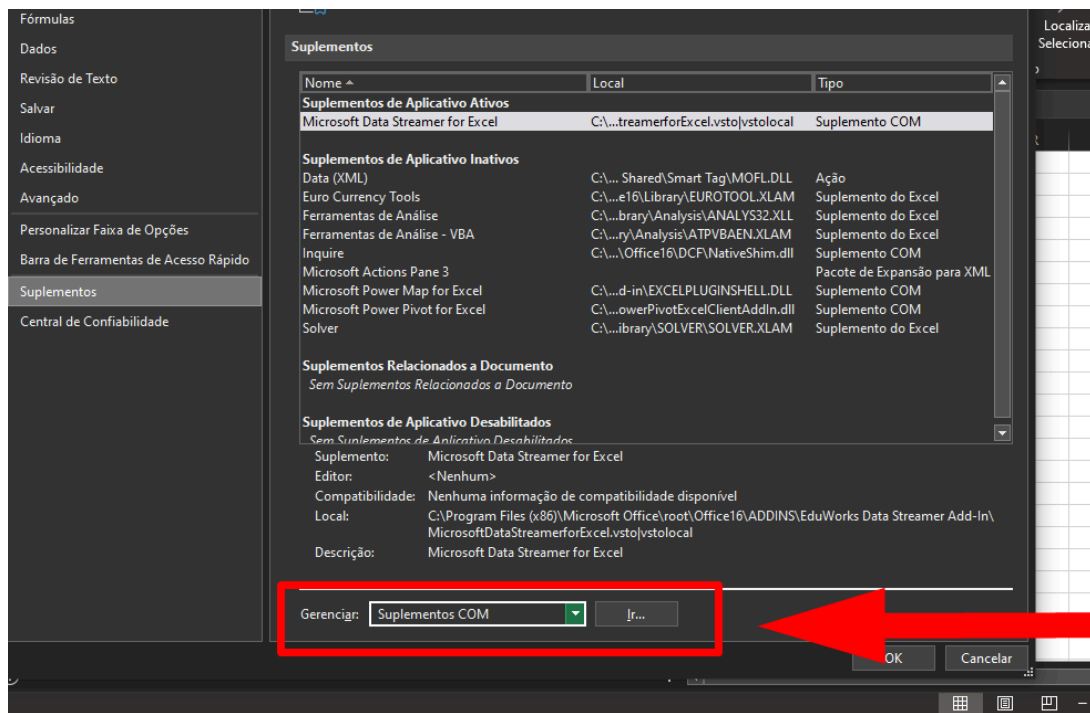 Fórmulas
Dados
Revisão de Texto
Salvar
Idioma
Acessibilidade
Avançado
Personalizar Faixa de Opções
Barra de Ferramentas de Acesso Rápido
Suplementos
Central de Confiabilidade
Suplementos
Nome Local Tipo
Suplementos de Aplicativo Ativos
Microsoft Data Streamer for Excel C:\...treamerforExcel.vsto|vstolocal Suplemento COM
Suplementos de Aplicativo Inativos
Data (XML) C:\... Shared\Smart Tag\MOFL.DLL Ação
Euro Currency Tools C:\...e16\Library\EUROTOOL.XLAM Suplemento do Excel
Ferramentas de Análise C:\...brary\Analysis\ANALYS32.XLL Suplemento do Excel
Ferramentas de Análise - VBA C:\...ry\Analysis\ATPVBAEN.XLAM Suplemento do Excel
Inquire C:\...\Office16\DCF\NativeShim.dll Suplemento COM
Microsoft Actions Pane 3 Pacote de Expansão para XML
Microsoft Power Map for Excel C:\...d-in\EXCELPLUGINSHELL.DLL Suplemento COM
Microsoft Power Pivot for Excel C:\...owerPivotExcelClientAddIn.dll Suplemento COM
Solver C:\...ibrary\SOLVER\SOLVER.XLAM Suplemento do Excel
Suplementos Relacionados a Documento
Sem Suplementos Relacionados a Documento
Suplementos de Aplicativo Desabilitados
Sem Suplementos de Aplicativo Desabilitados
Suplemento: Microsoft Data Streamer for Excel
Editor: <Nenhum>
Compatibilidade: Nenhuma informação de compatibilidade disponível
Local: C:\Program Files (x86)\Microsoft Office\root\Office16\ADDINS\EduWorks Data Streamer Add-In\
MicrosoftDataStreamerforExcel.vsto|vstolocal
Descrição: Microsoft Data Streamer for Excel
Gerenciar: Suplementos COM Ir...
OK Cancelar
Localiza
Seleciona